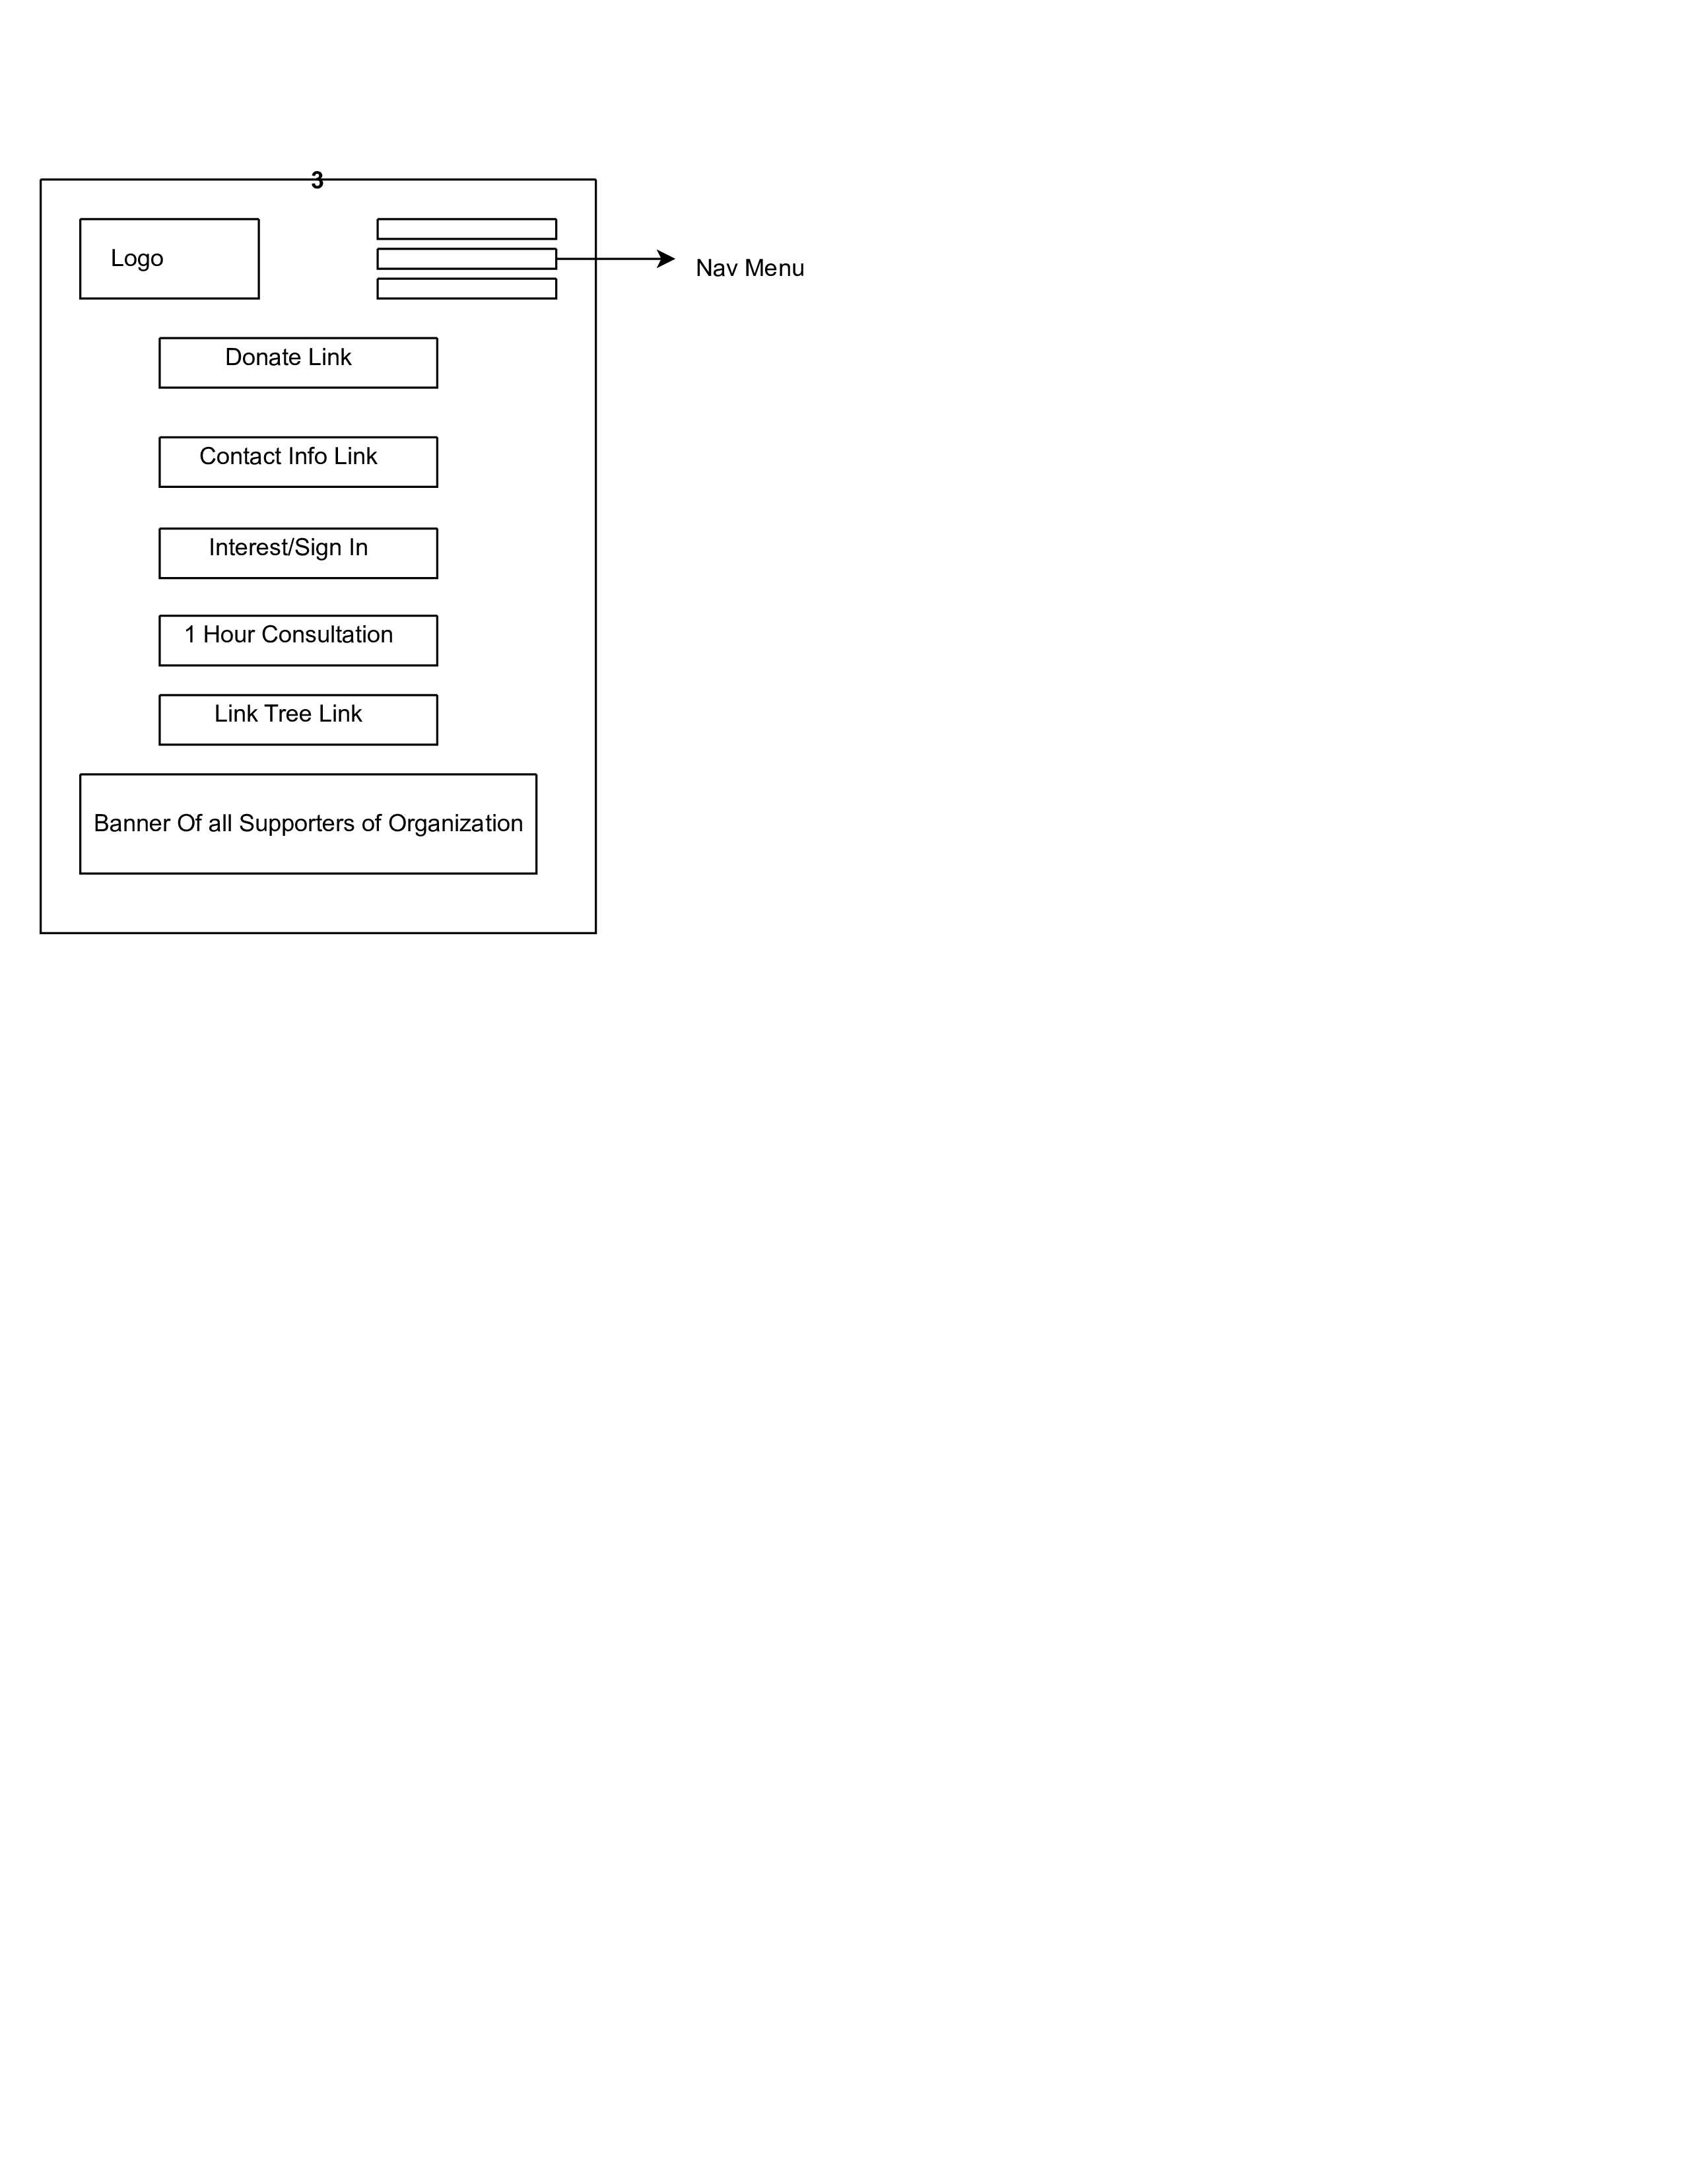 3
Logo
Nav Menu
Donate Link
Contact Info Link
Interest/Sign In
1 Hour Consultation
Link Tree Link
Banner Of all Supporters of Organization